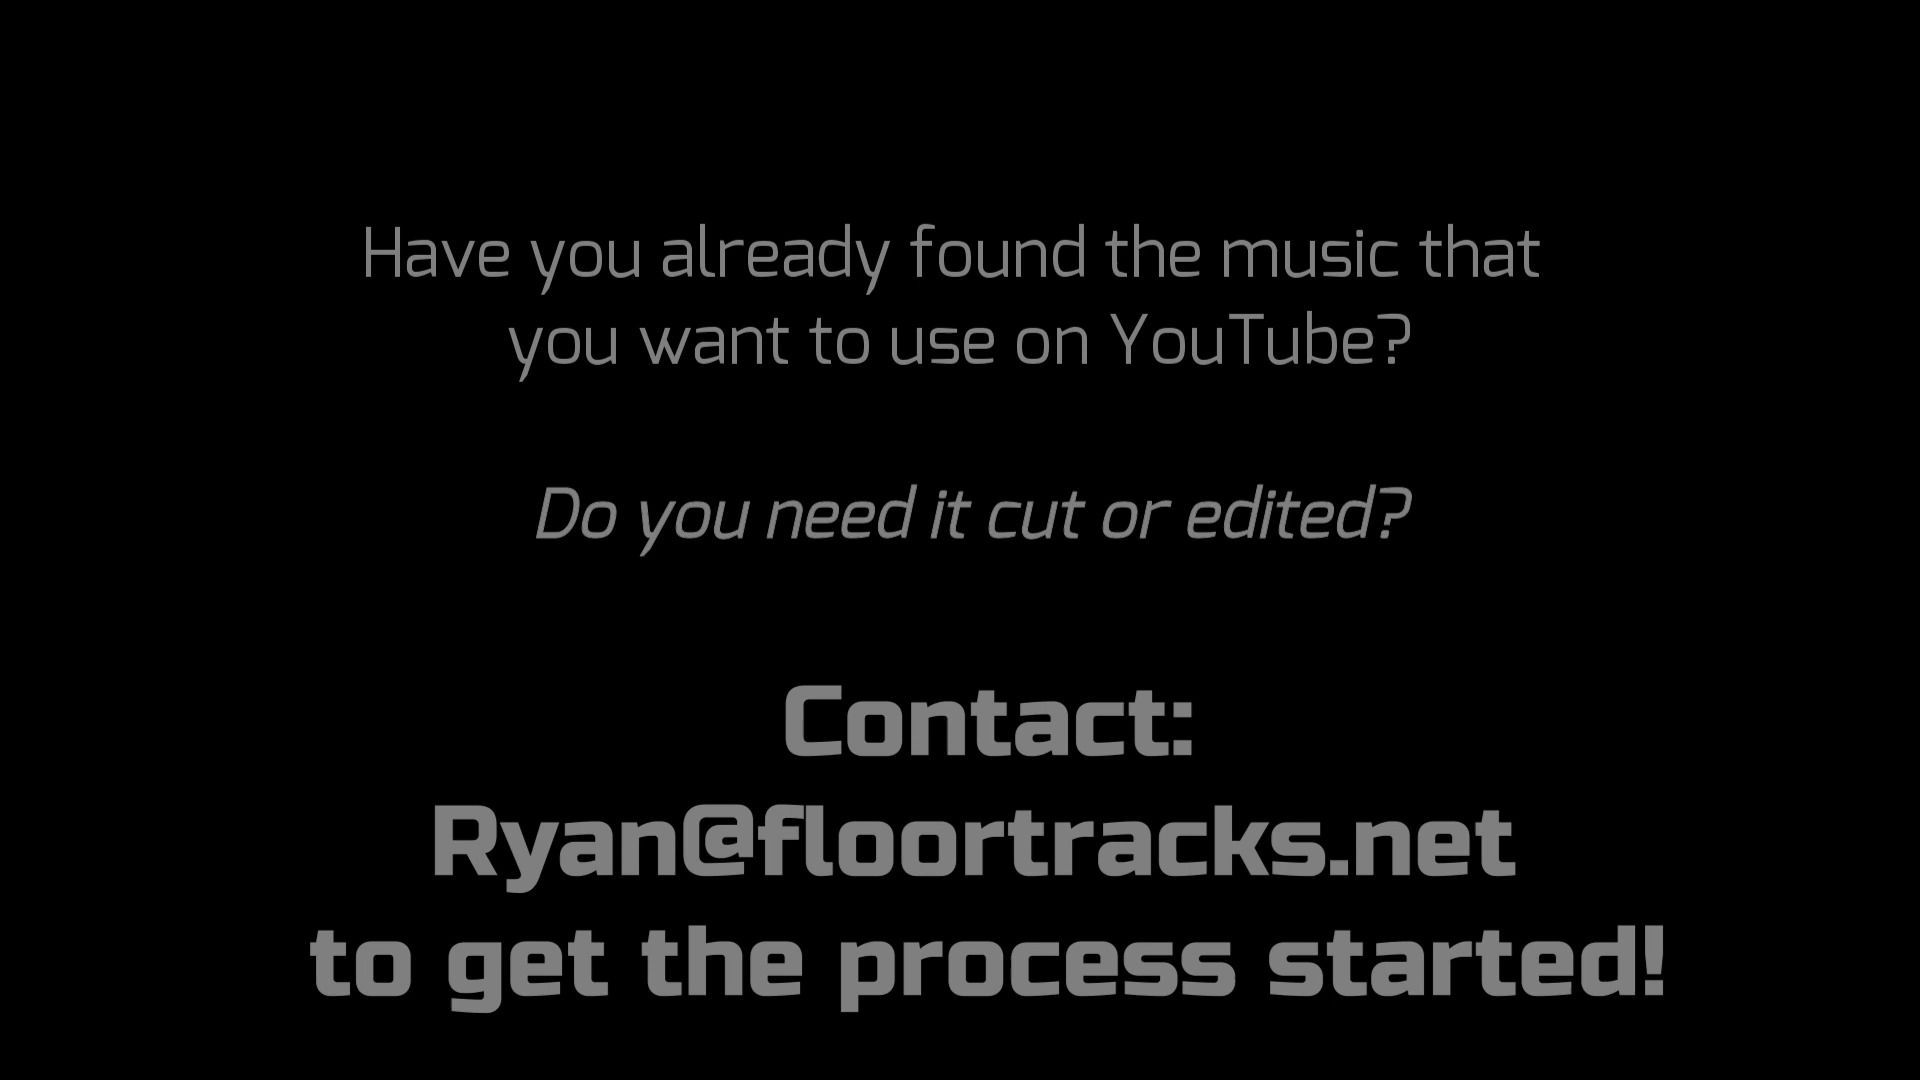 Have you already found the music that
you want to use on YouTube?
Do you need it cut or edited?
Contact:
Ryan@floortracks.net
to get the process started!